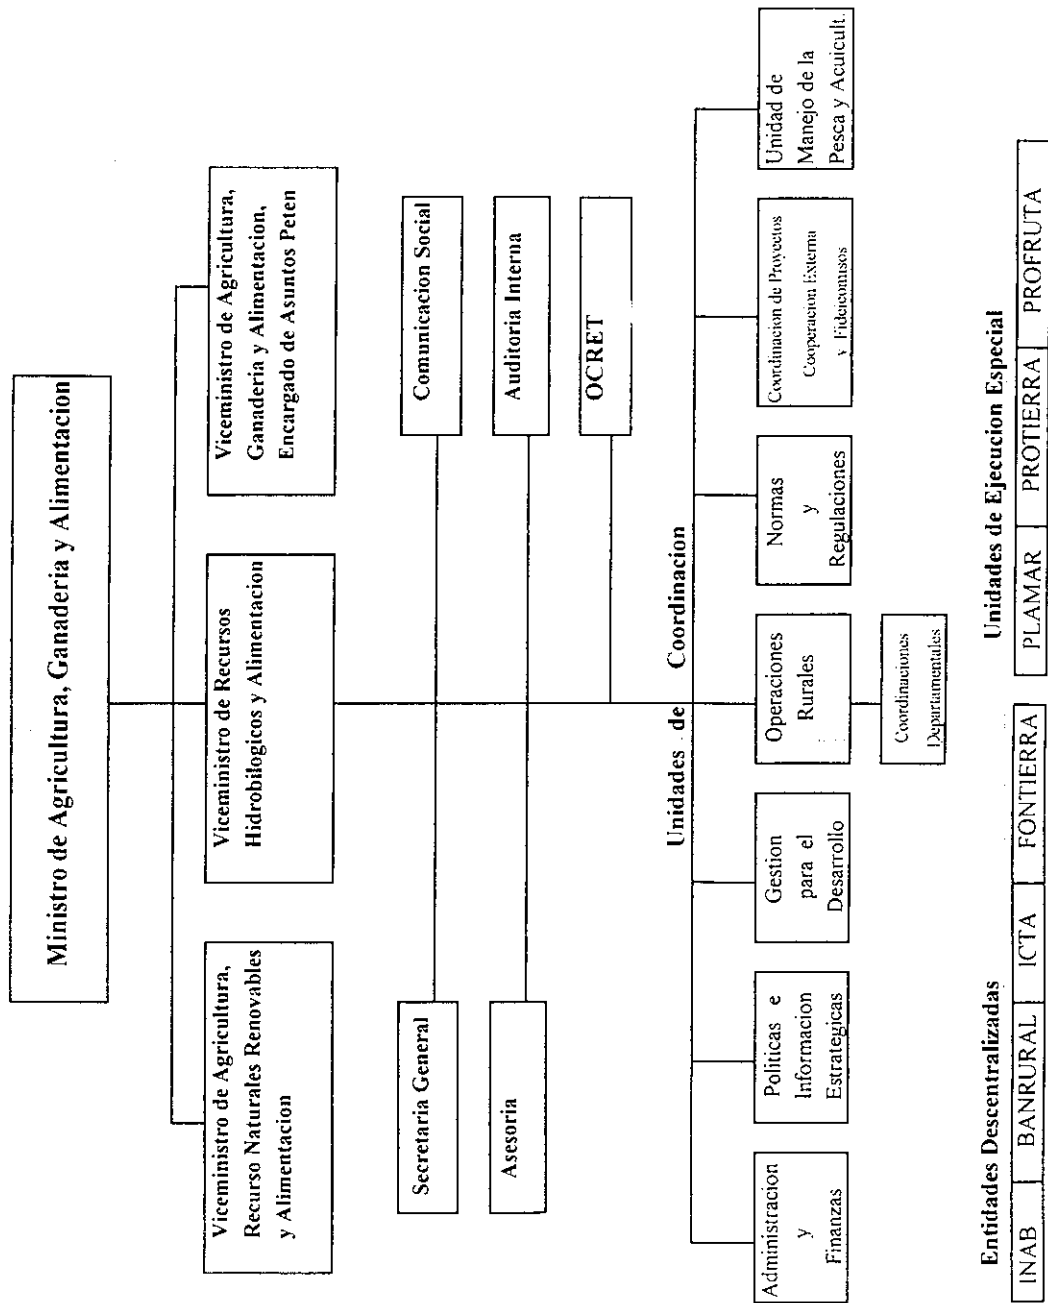 Ministro de Agricultura, Ganaderia y Alimentacion
Viceministro de Agricultura,
Recurso Naturales Renovables
y Alimentacion
Viceministro de Recursos
Hidrobilogicos y Alimentacion
Viceministro de Agricultura,
Ganaderia y Alimentacion,
Encargado de Asuntos Peten
Secretaria General
Comunicacion Social
Asesoria
Auditoria Interna
OCRET
Unidades de Coordinacion
Administracion
y
Finanzas
Politicas e
Informacion
Estrategicas
Gestion
para el
Desarrollo
Operaciones
Rurales
Normas
y
Regulaciones
Coordinacion de Proyectos
Cooperacion Externa
y Fideicomisos
Unidad de
Manejo de la
Pesca y Acuicult.
Coordinaciones
Departamentales
Entidades Descentralizadas
INAB BANRURAL ICTA FONTIERRA
Unidades de Ejecucion Especial
PLAMAR PROTIERRA PROFRUTA